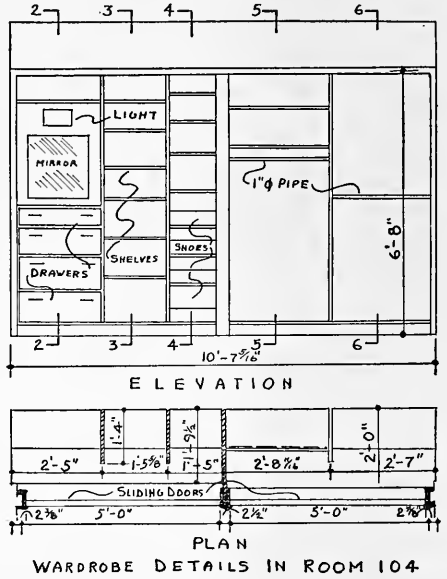 2 3 4 5 6
LIGHT
MIRROR
1"ϕ PIPE
SHELVES
SHOES
DRAWERS
6'-8"
2 3 4 5 6
10'-7 5/16"
ELEVATION
1'-4" 1'-9 1/2" 2'-0"
2'-5" 1'-5 5/8" 1'-5" 2'-8 11/16" 2'-7"
SLIDING DOORS
2 3/8" 5'-0" 2 1/2" 5'-0" 2 3/8"
PLAN
WARDROBE DETAILS IN ROOM 104